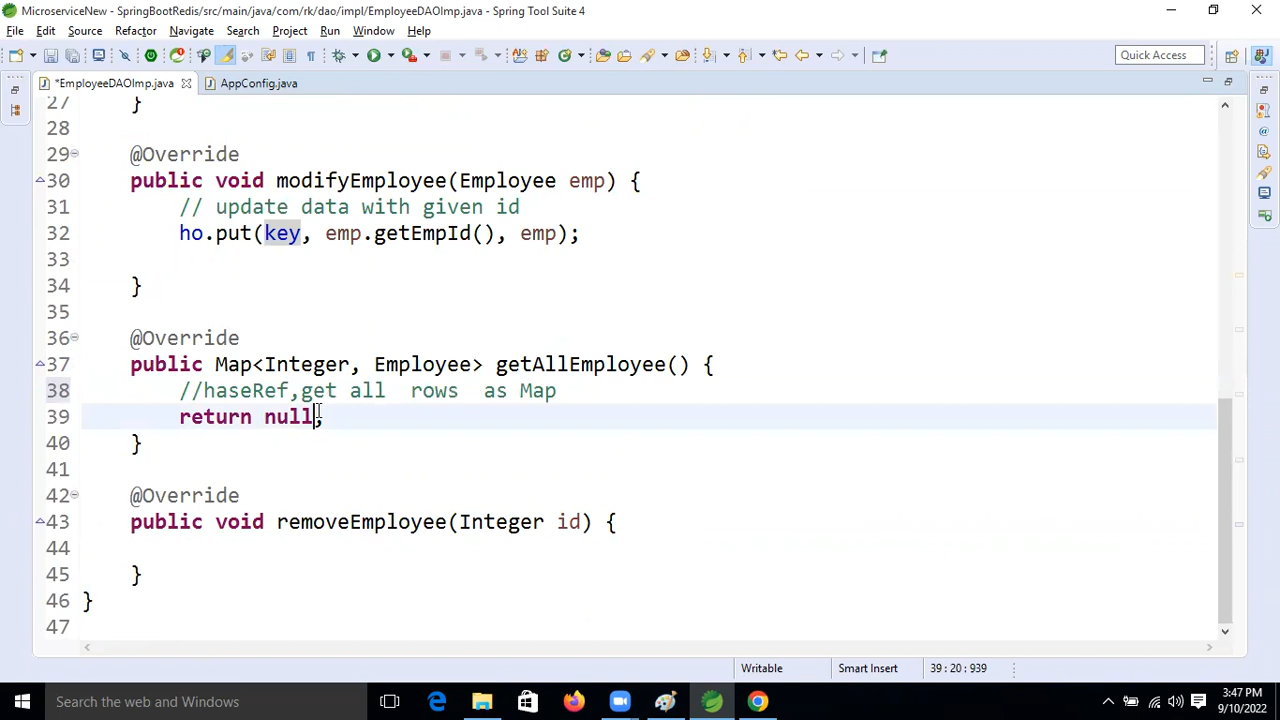 MicroserviceNew - SpringBootRedis/src/main/java/com/rk/dao/impl/EmployeeDAOImp.java - Spring Tool Suite 4
File Edit Source Refactor Navigate Search Project Run Window Help
Quick Access
*EmployeeDAOImp.java AppConfig.java
27 }
28
29 @Override
30 public void modifyEmployee(Employee emp) {
31 // update data with given id
32 ho.put(key, emp.getEmpId(), emp);
33
34 }
35
36 @Override
37 public Map<Integer, Employee> getAllEmployee() {
38 //haseRef,get all rows as Map
39 return null;
40 }
41
42 @Override
43 public void removeEmployee(Integer id) {
44
45 }
46 }
47
Writable Smart Insert 39 : 20 : 939
Search the web and Windows
3:47 PM
9/10/2022